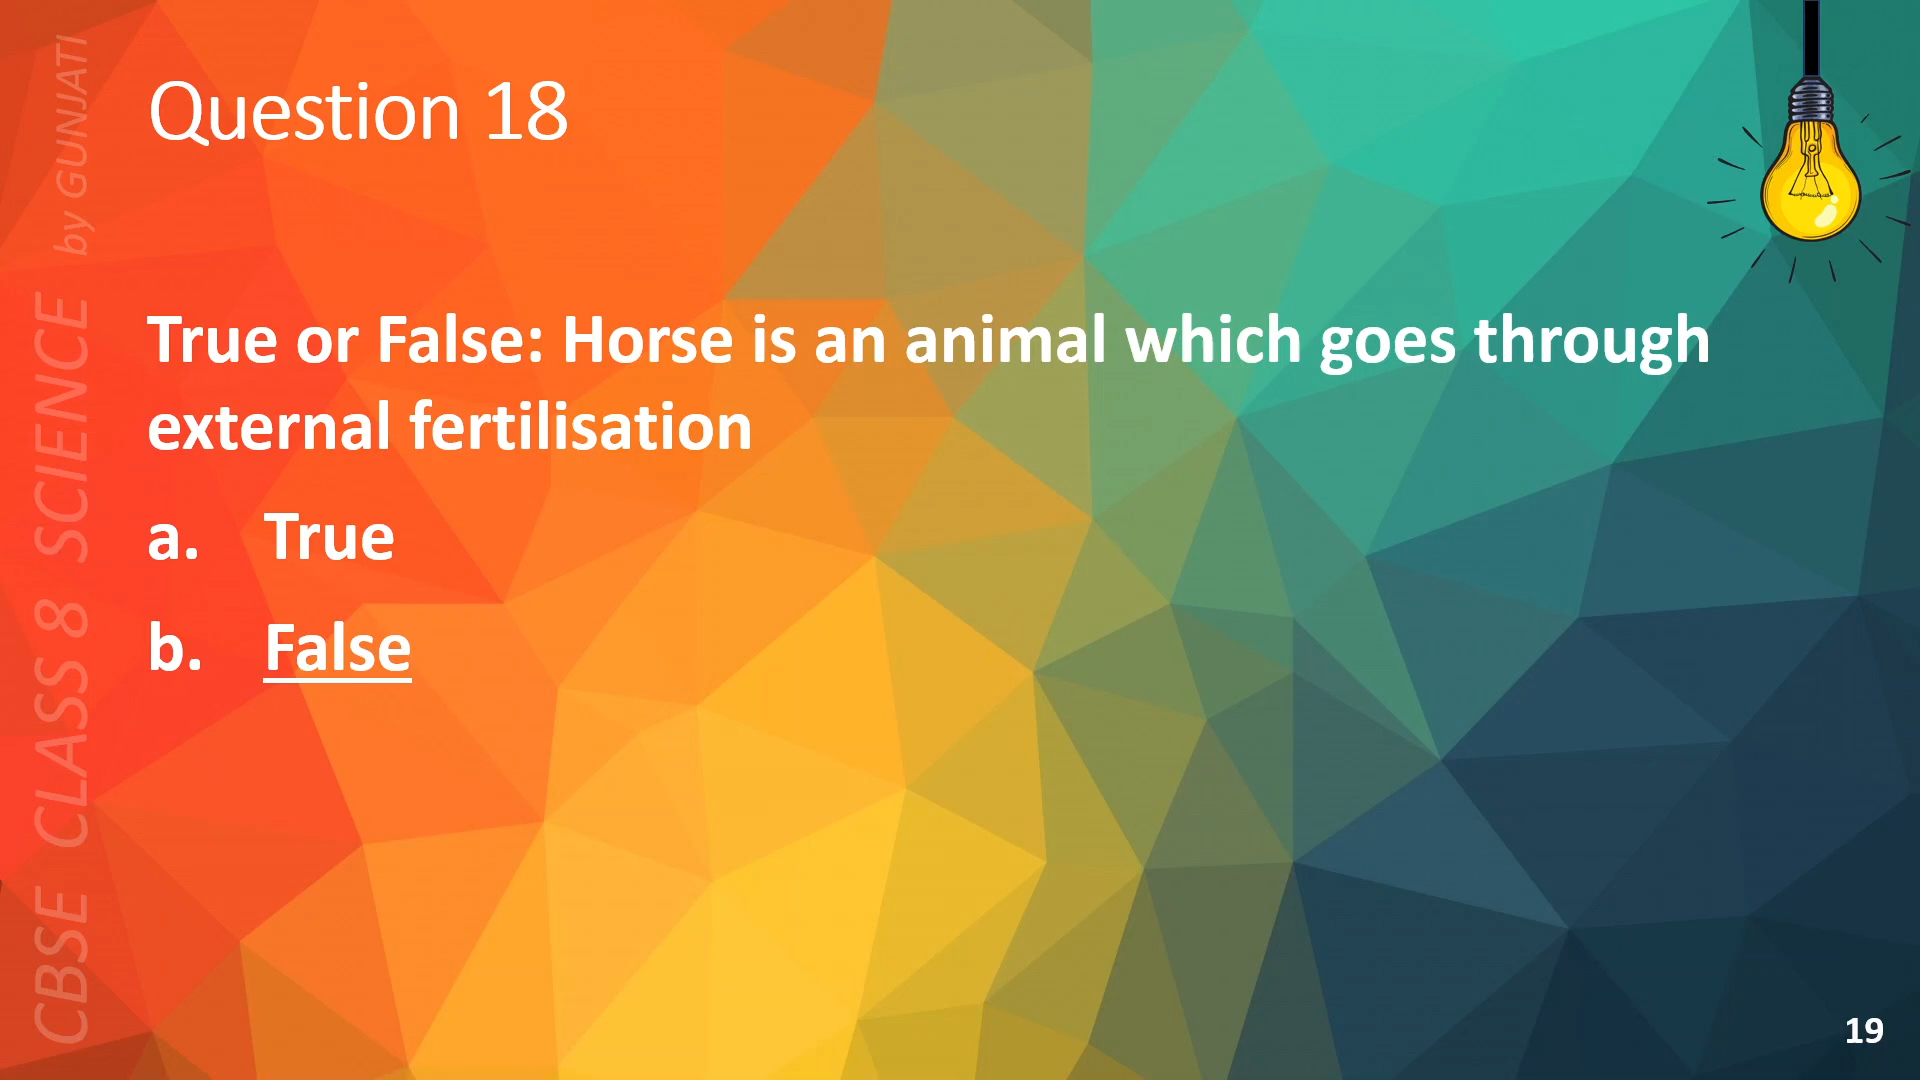 Question 18
True or False: Horse is an animal which goes through
external fertilisation
a. True
b. False
CBSE CLASS 8 SCIENCE by GUNJATI
19